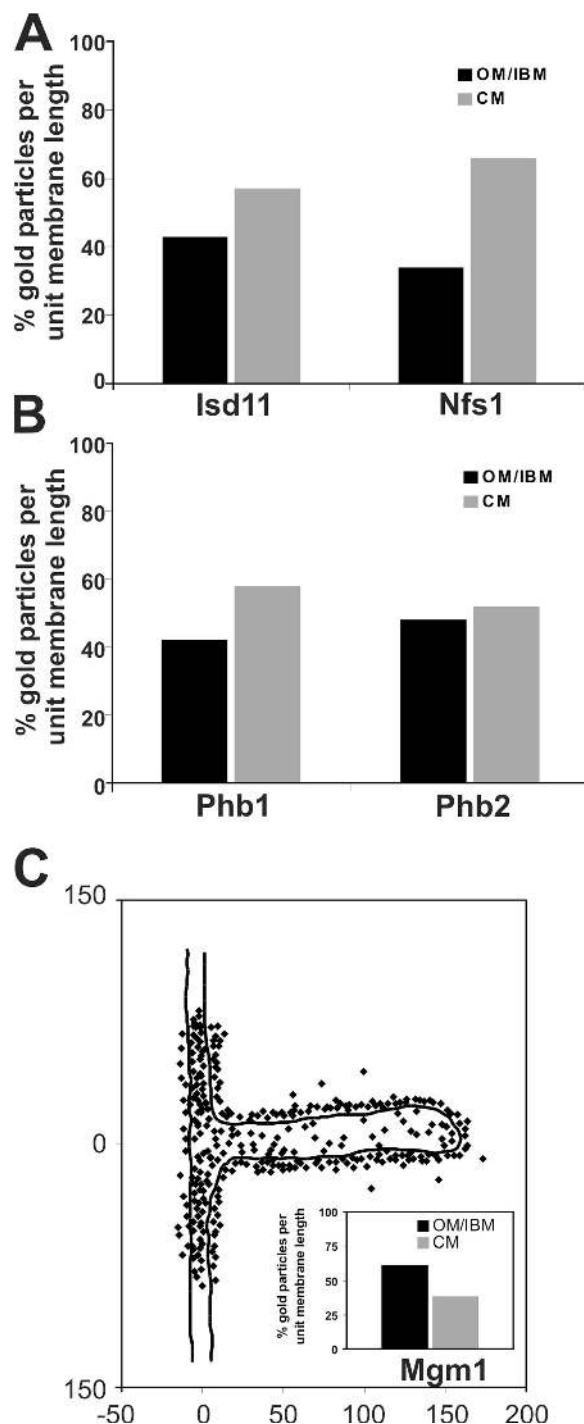 A
% gold particles per
unit membrane length
100
80
60
40
20
0
OM/IBM
CM
Isd11
Nfs1
B
% gold particles per
unit membrane length
100
80
60
40
20
0
OM/IBM
CM
Phb1
Phb2
C
150
0
150
-50
0
50
100
150
200
% gold particles per
unit membrane length
100
75
50
25
0
OM/IBM
CM
Mgm1